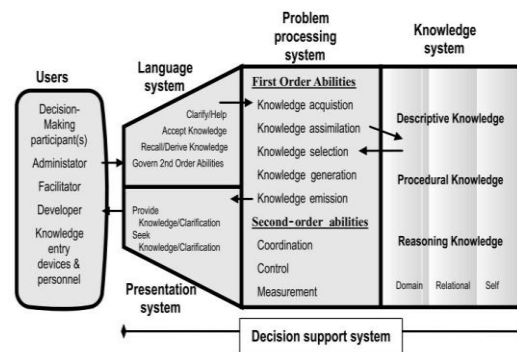 Users
Decision-
Making
participant(s)
Administator
Facilitator
Developer
Knowledge
entry
devices &
personnel
Language
system
Clarify/Help
Accept Knowledge
Recall/Derive Knowledge
Govern 2nd Order Abilities
Provide
Knowledge/Clarification
Seek
Knowledge/Clarification
Presentation
system
Problem
processing
system
First Order Abilities
Knowledge acquistion
Knowledge assimilation
Knowledge selection
Knowledge generation
Knowledge emission
Second-order abilities
Coordination
Control
Measurement
Knowledge
system
Descriptive Knowledge
Procedural Knowledge
Reasoning Knowledge
Domain Relational Self
Decision support system